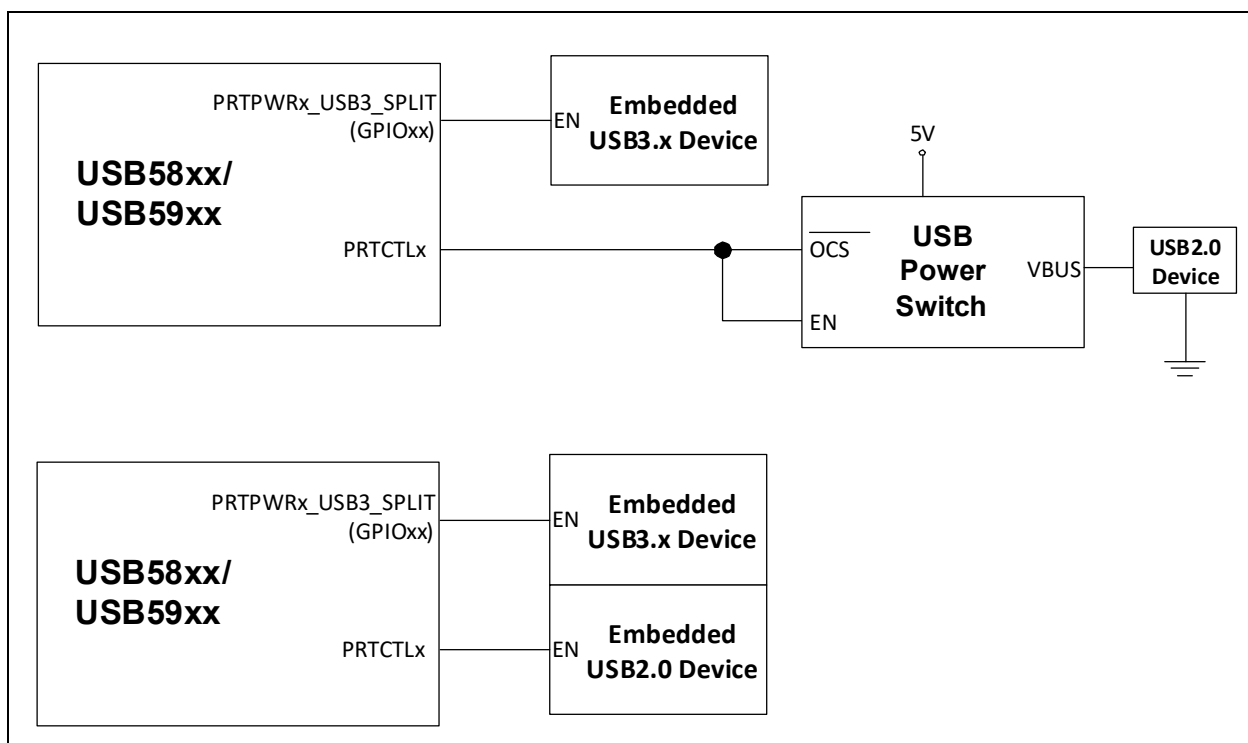 PRTPWRx_USB3_SPLIT
(GPIOxx)
USB58xx/
USB59xx
PRTCTLx
EN
Embedded
USB3.x Device
5V
OCS
EN
USB
Power
Switch
VBUS
USB2.0
Device
PRTPWRx_USB3_SPLIT
(GPIOxx)
USB58xx/
USB59xx
PRTCTLx
EN
Embedded
USB3.x Device
EN
Embedded
USB2.0 Device